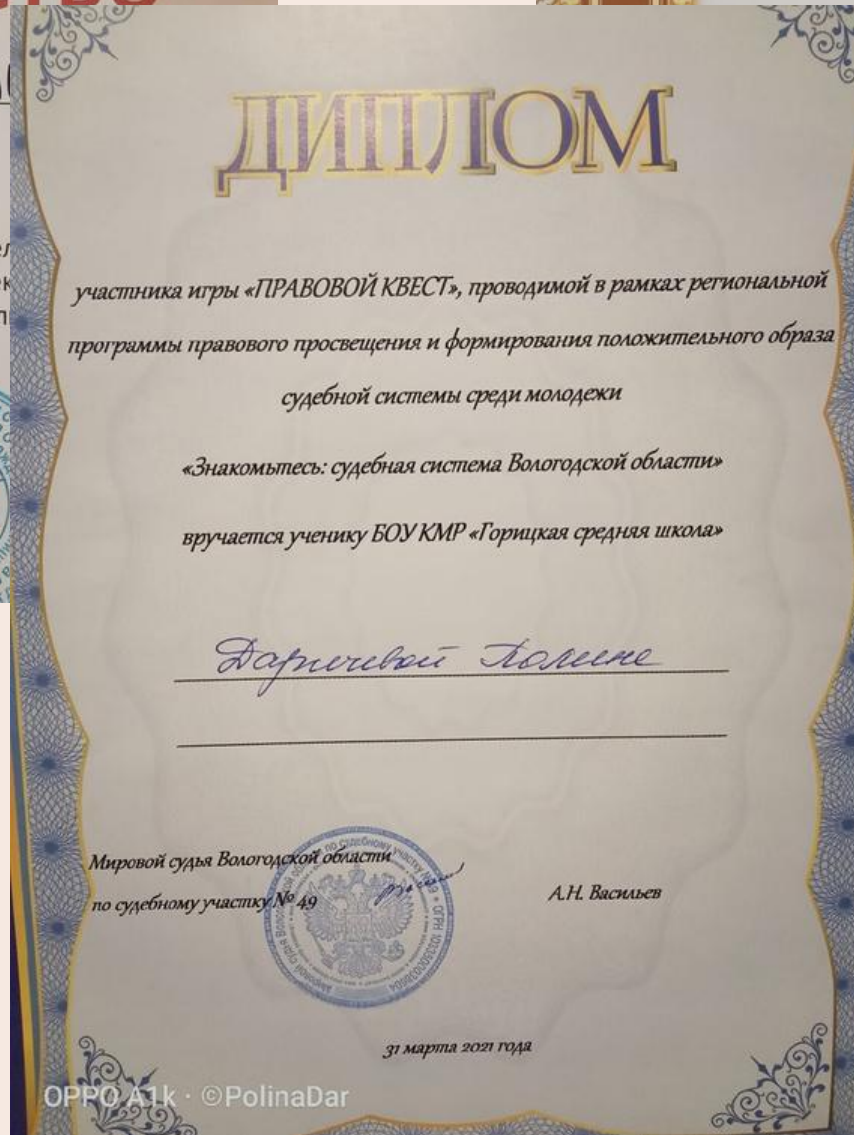 ДИПЛОМ
участника игры «ПРАВОВОЙ КВЕСТ», проводимой в рамках региональной
программы правового просвещения и формирования положительного образа
судебной системы среди молодежи
«Знакомьтесь: судебная система Вологодской области»
вручается ученику БОУ КМР «Горицкая средняя школа»
Даричевой Полине
Мировой судья Вологодской области
по судебному участку № 49
А.Н. Васильев
31 марта 2021 года
OPPO A1k · ©PolinaDar